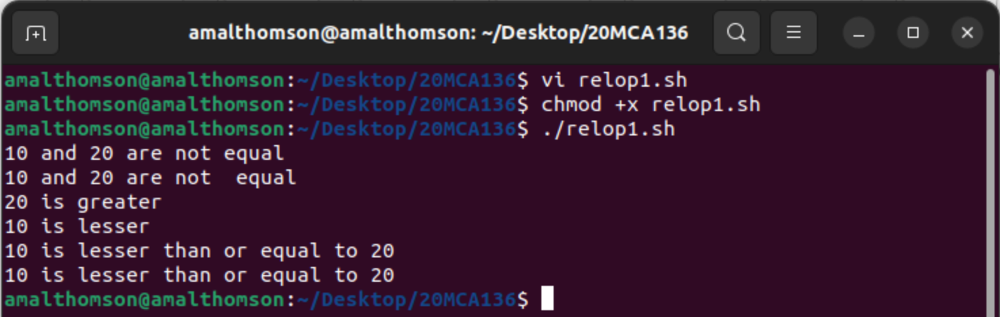 amalthomson@amalthomson: ~/Desktop/20MCA136
amalthomson@amalthomson:~/Desktop/20MCA136$ vi relop1.sh
amalthomson@amalthomson:~/Desktop/20MCA136$ chmod +x relop1.sh
amalthomson@amalthomson:~/Desktop/20MCA136$ ./relop1.sh
10 and 20 are not equal
10 and 20 are not  equal
20 is greater
10 is lesser
10 is lesser than or equal to 20
10 is lesser than or equal to 20
amalthomson@amalthomson:~/Desktop/20MCA136$